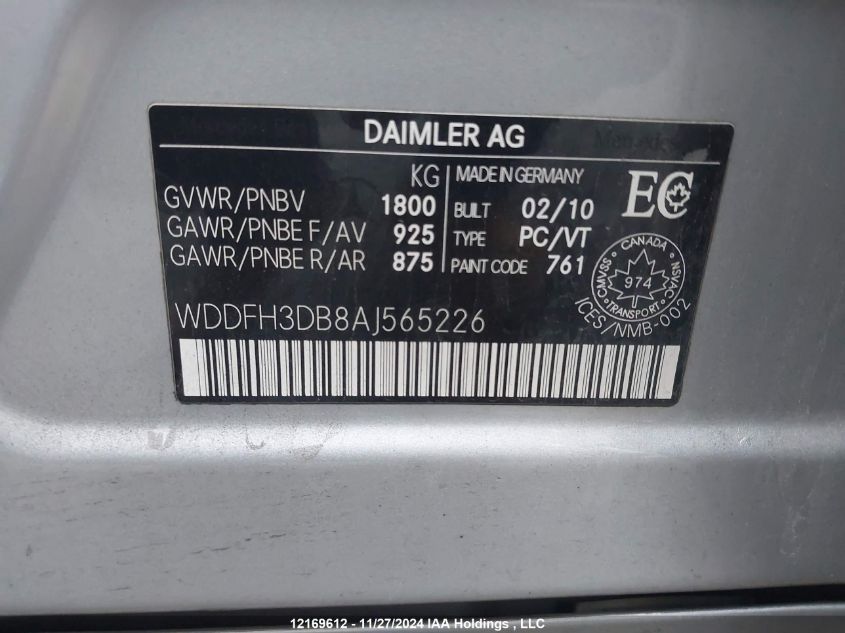 DAIMLER AG
KG
GVWR/PNBV 1800
GAWR/PNBE F/AV 925
GAWR/PNBE R/AR 875
MADE IN GERMANY
BUILT 02/10
TYPE PC/VT
PAINT CODE 761
EC
CANADA
CMVSS 974 NSVAC
TRANSPORT
ICES/NMB-002
WDDFH3DB8AJ565226
12169612 - 11/27/2024 IAA Holdings , LLC